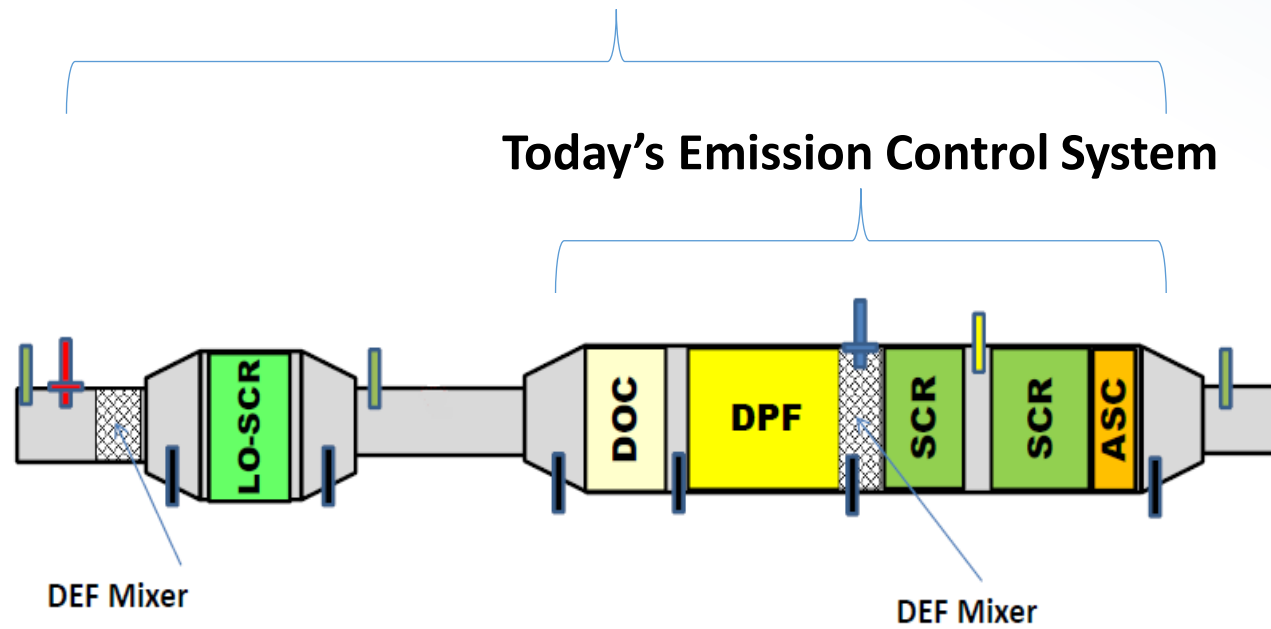 Today’s Emission Control System
LO-SCR
DOC
DPF
SCR
SCR
ASC
DEF Mixer
DEF Mixer